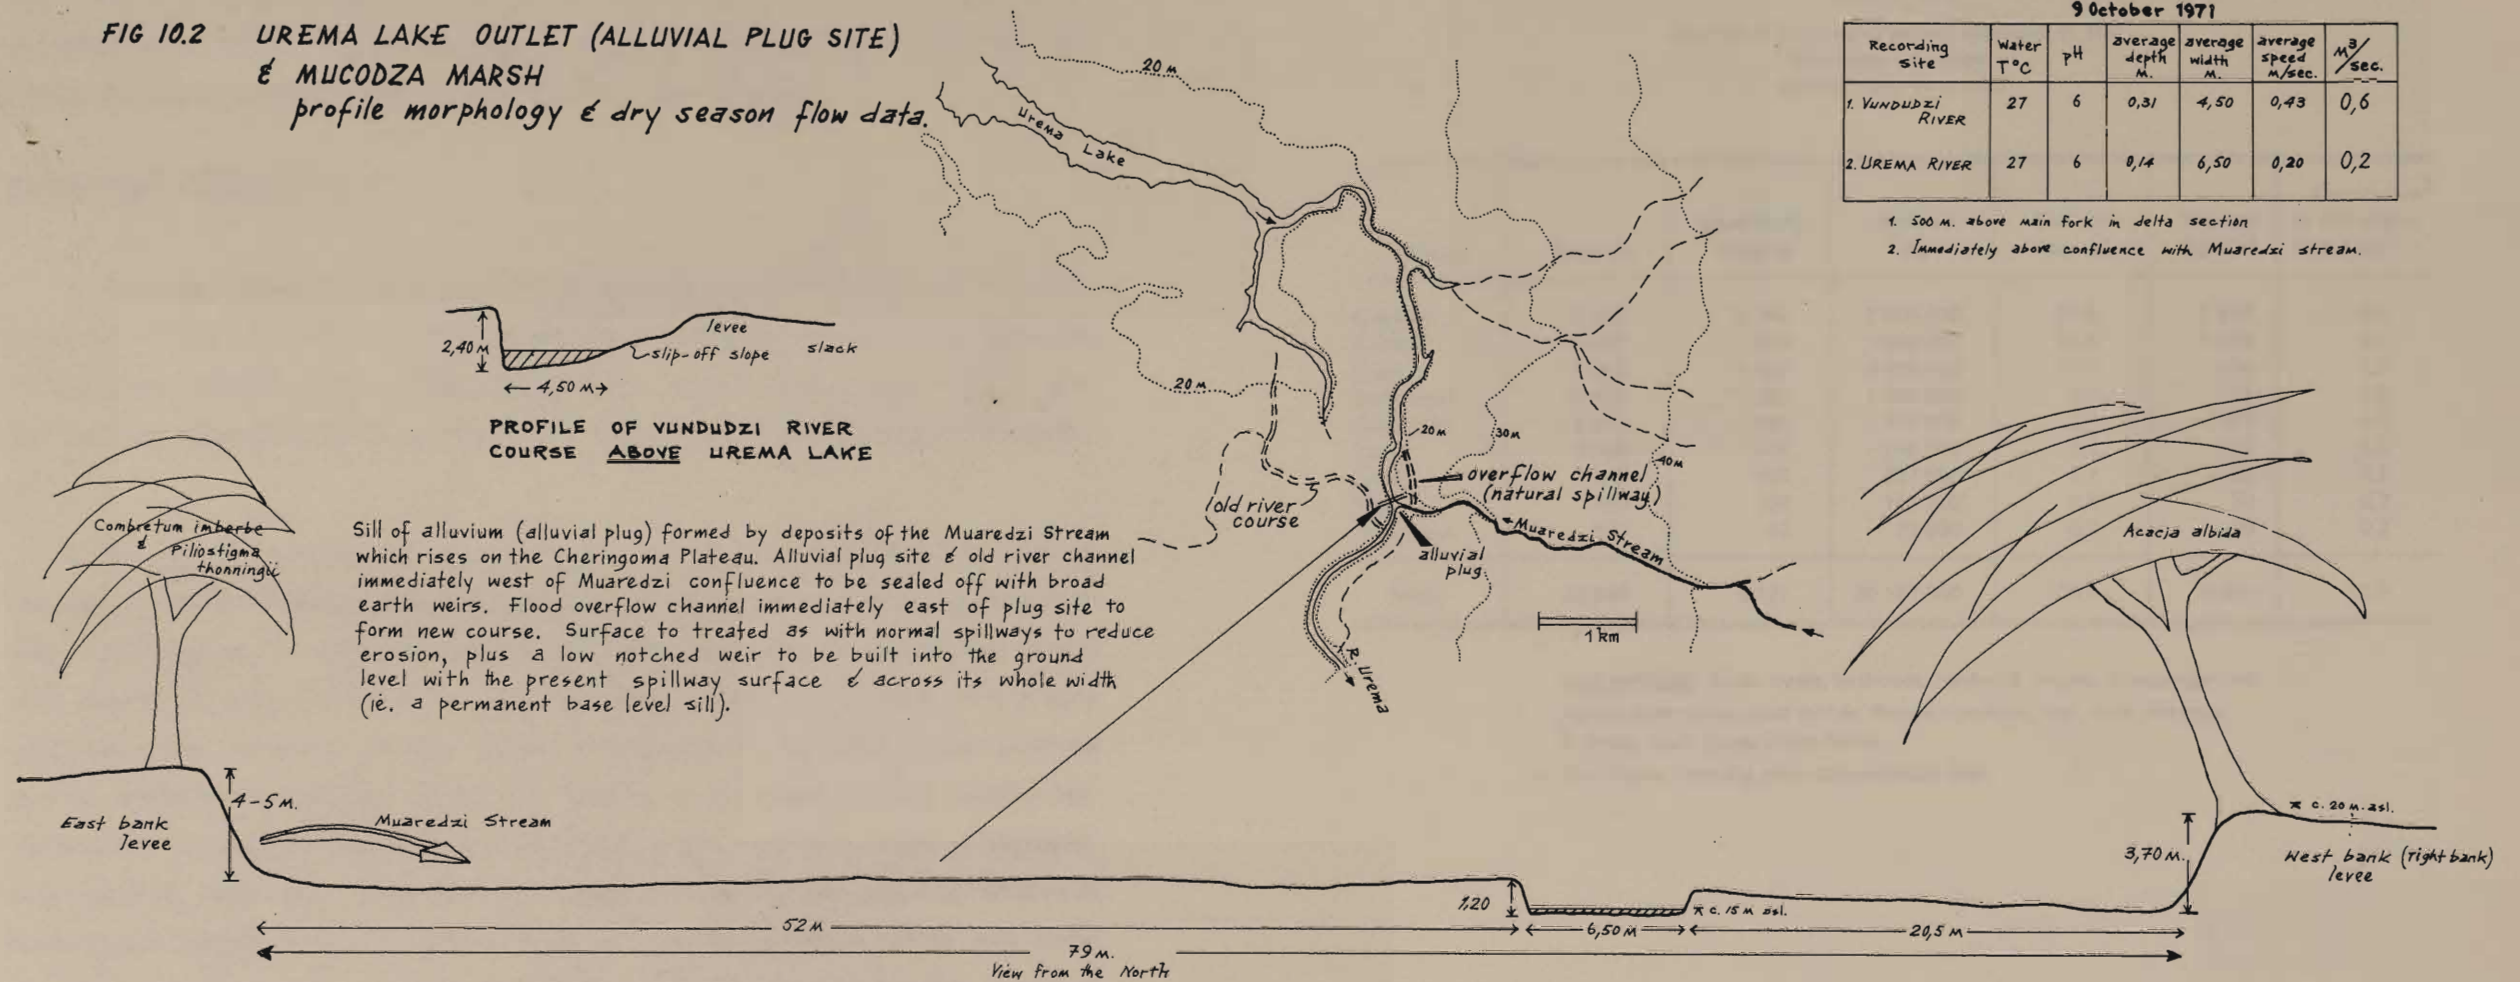 FIG 10.2 UREMA LAKE OUTLET (ALLUVIAL PLUG SITE)
& MUCODZA MARSH
profile morphology & dry season flow data.
9 October 1971
Recording Site | Water T°C | pH | average depth M. | average width M. | average speed M/sec. | M³/sec.
1. VUNDUDZI RIVER | 27 | 6 | 0,31 | 4,50 | 0,43 | 0,6
2. UREMA RIVER | 27 | 6 | 0,14 | 6,50 | 0,20 | 0,2
1. 500 M. above main fork in delta section
2. Immediately above confluence with Muaredzi stream.
20 M
Urema Lake
2,40 M
levee
slip-off slope
slack
4,50 M
PROFILE OF VUNDUDZI RIVER
COURSE ABOVE UREMA LAKE
20 M
20 M
30 M
40 M
overflow channel
(natural spillway)
old river
course
Muaredzi Stream
alluvial
plug
1 km
R. Urema
Combretum imberbe
&
Piliostigma
thonningii
Sill of alluvium (alluvial plug) formed by deposits of the Muaredzi Stream
which rises on the Cheringoma Plateau. Alluvial plug site & old river channel
immediately west of Muaredzi confluence to be sealed off with broad
earth weirs. Flood overflow channel immediately east of plug site to
form new course. Surface to treated as with normal spillways to reduce
erosion, plus a low notched weir to be built into the ground
level with the present spillway surface & across its whole width
(ie. a permanent base level sill).
Acacia albida
4-5 M.
East bank
levee
Muaredzi Stream
c. 20 M. asl.
3,70 M.
West bank (right bank)
levee
1,20
c. 15 M asl.
52 M
6,50 M
20,5 M
79 M.
View from the North